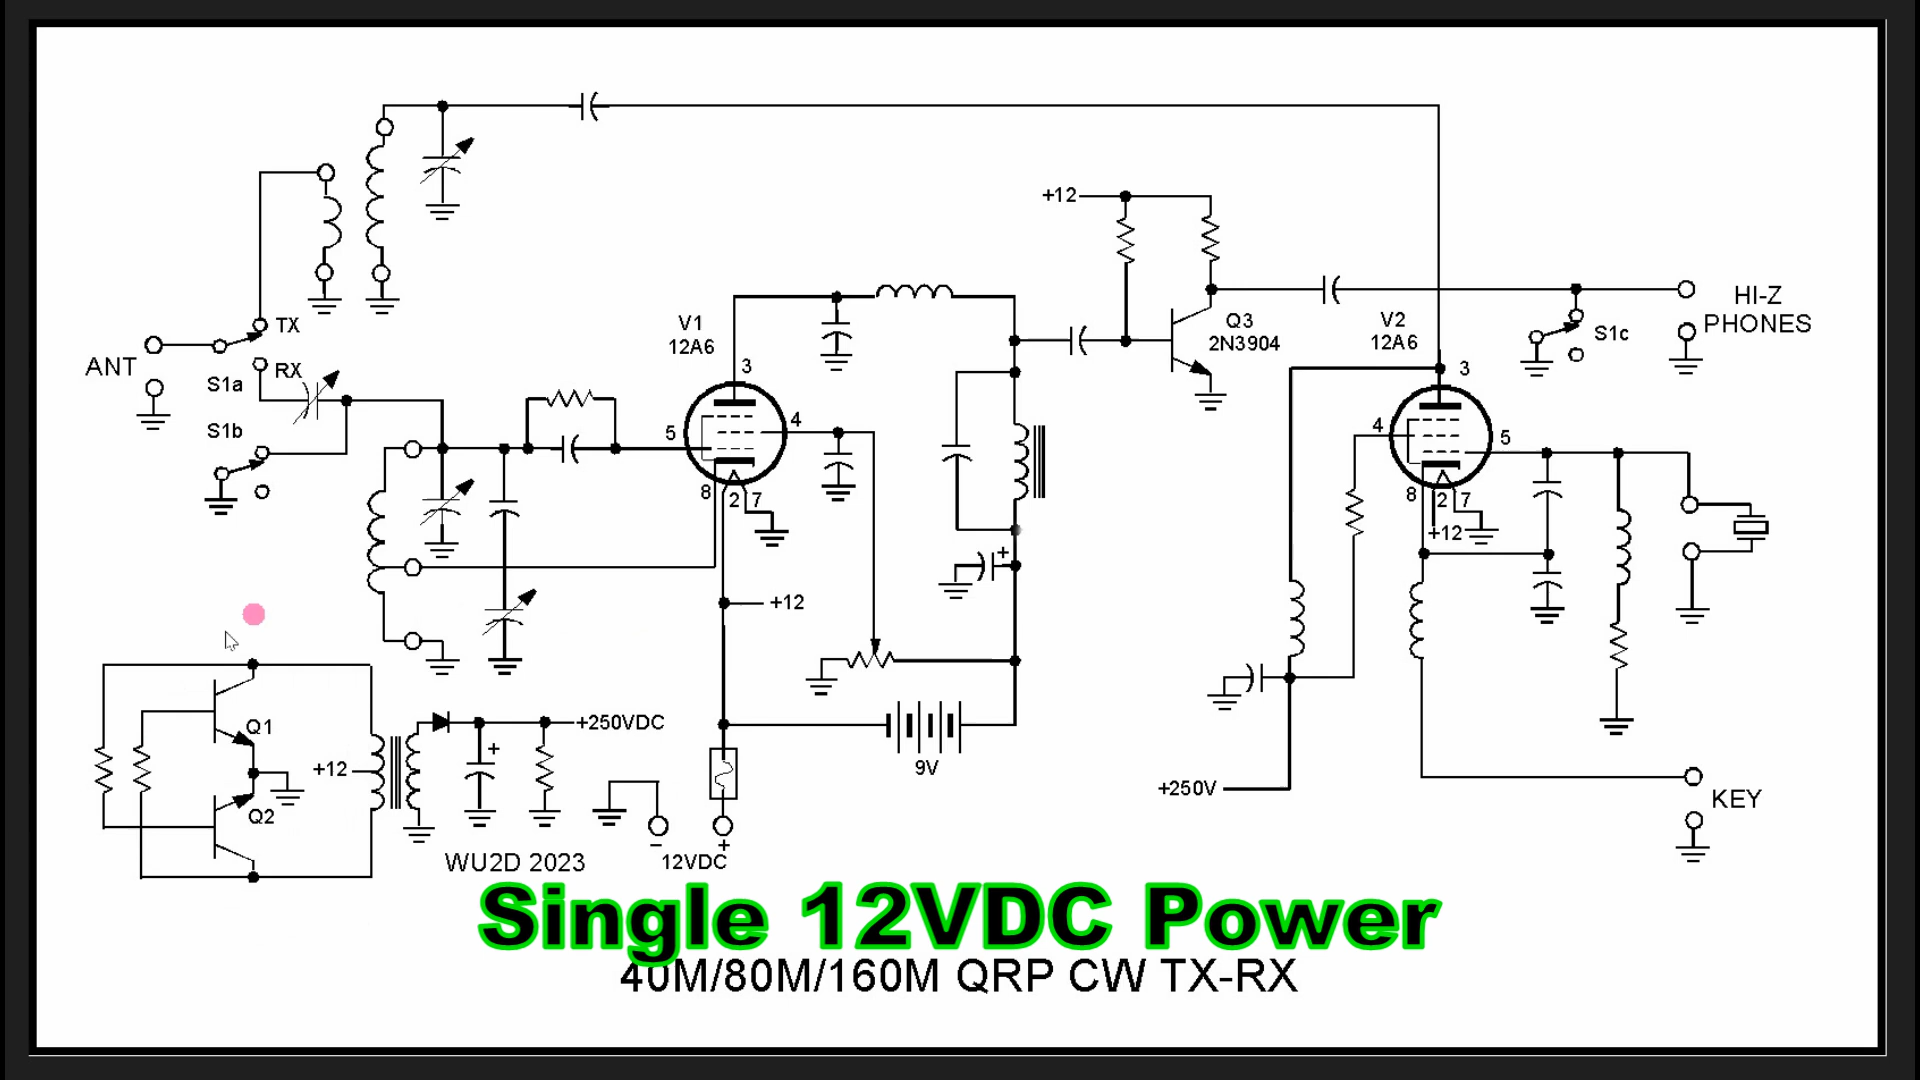 +12
V1
12A6
3
Q3
2N3904
V2
12A6
HI-Z
PHONES
S1c
TX
ANT
RX
S1a
S1b
5
4
8
2
7
3
4
5
8
2
7
+12
+
+12
Q1
+12
Q2
+250VDC
+
9V
+250V
KEY
WU2D 2023
-
12VDC
+
Single 12VDC Power
40M/80M/160M QRP CW TX-RX